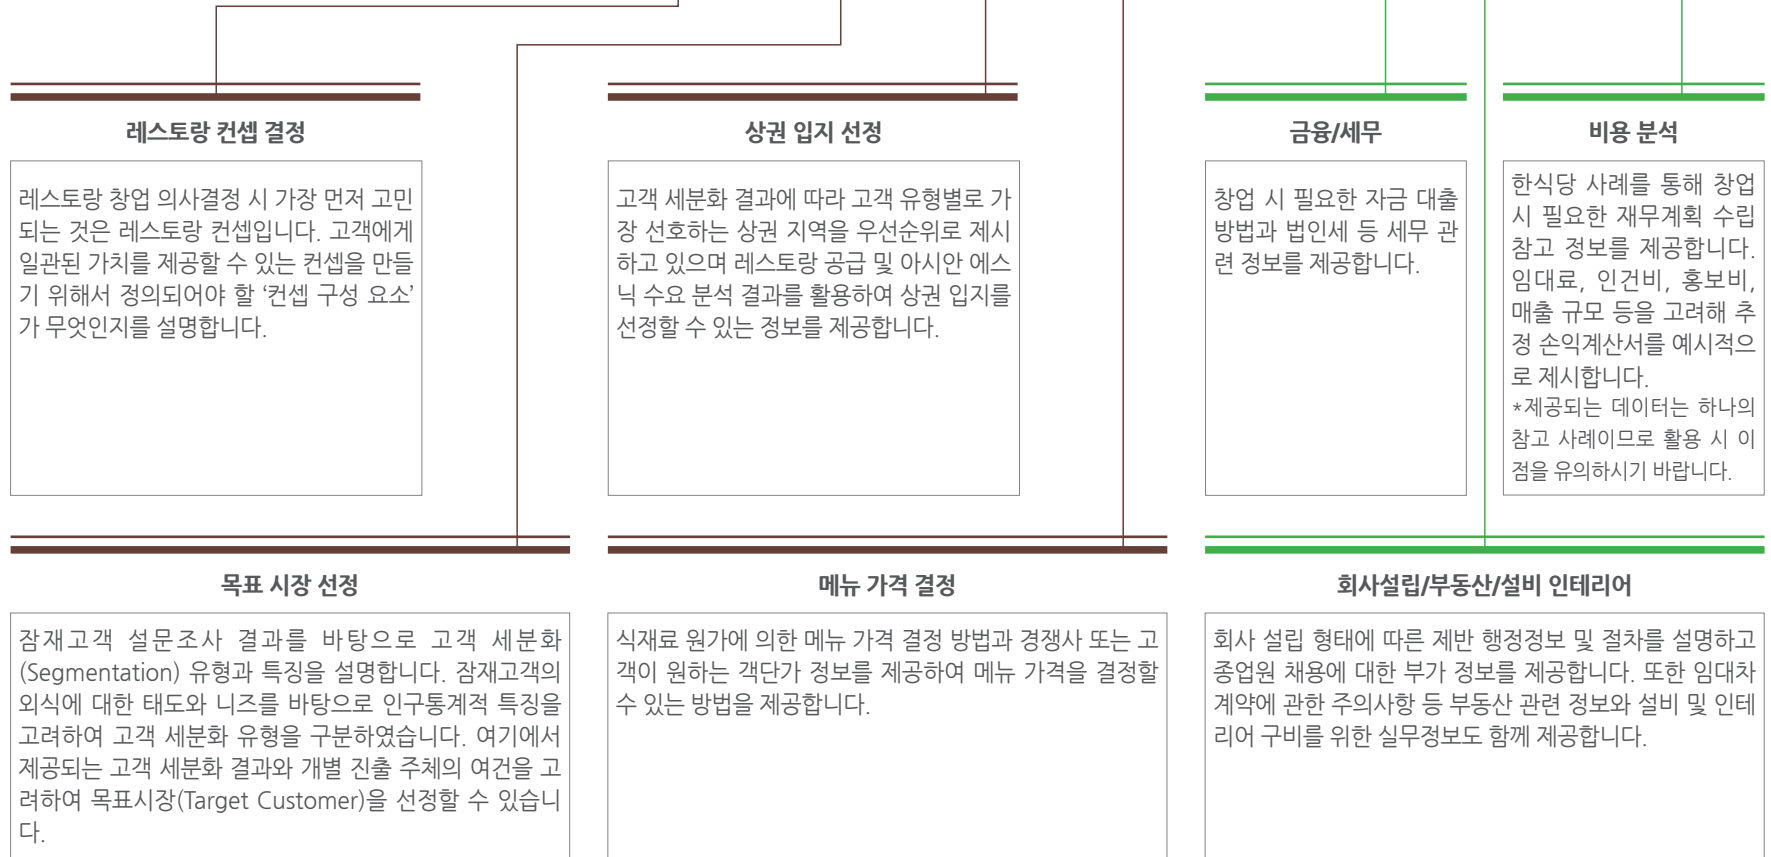 레스토랑 컨셉 결정
레스토랑 창업 의사결정 시 가장 먼저 고민
되는 것은 레스토랑 컨셉입니다. 고객에게
일관된 가치를 제공할 수 있는 컨셉을 만들
기 위해서 정의되어야 할 ‘컨셉 구성 요소’
가 무엇인지를 설명합니다.
상권 입지 선정
고객 세분화 결과에 따라 고객 유형별로 가
장 선호하는 상권 지역을 우선순위로 제시
하고 있으며 레스토랑 공급 및 아시안 에스
닉 수요 분석 결과를 활용하여 상권 입지를
선정할 수 있는 정보를 제공합니다.
금융/세무
창업 시 필요한 자금 대출
방법과 법인세 등 세무 관
련 정보를 제공합니다.
비용 분석
한식당 사례를 통해 창업
시 필요한 재무계획 수립
참고 정보를 제공합니다.
임대료, 인건비, 홍보비,
매출 규모 등을 고려해 추
정 손익계산서를 예시적으
로 제시합니다.
*제공되는 데이터는 하나의
참고 사례이므로 활용 시 이
점을 유의하시기 바랍니다.
목표 시장 선정
잠재고객 설문조사 결과를 바탕으로 고객 세분화
(Segmentation) 유형과 특징을 설명합니다. 잠재고객의
외식에 대한 태도와 니즈를 바탕으로 인구통계적 특징을
고려하여 고객 세분화 유형을 구분하였습니다. 여기에서
제공되는 고객 세분화 결과와 개별 진출 주체의 여건을 고
려하여 목표시장(Target Customer)을 선정할 수 있습니
다.
메뉴 가격 결정
식재료 원가에 의한 메뉴 가격 결정 방법과 경쟁사 또는 고
객이 원하는 객단가 정보를 제공하여 메뉴 가격을 결정할
수 있는 방법을 제공합니다.
회사설립/부동산/설비 인테리어
회사 설립 형태에 따른 제반 행정정보 및 절차를 설명하고
종업원 채용에 대한 부가 정보를 제공합니다. 또한 임대차
계약에 관한 주의사항 등 부동산 관련 정보와 설비 및 인테
리어 구비를 위한 실무정보도 함께 제공합니다.